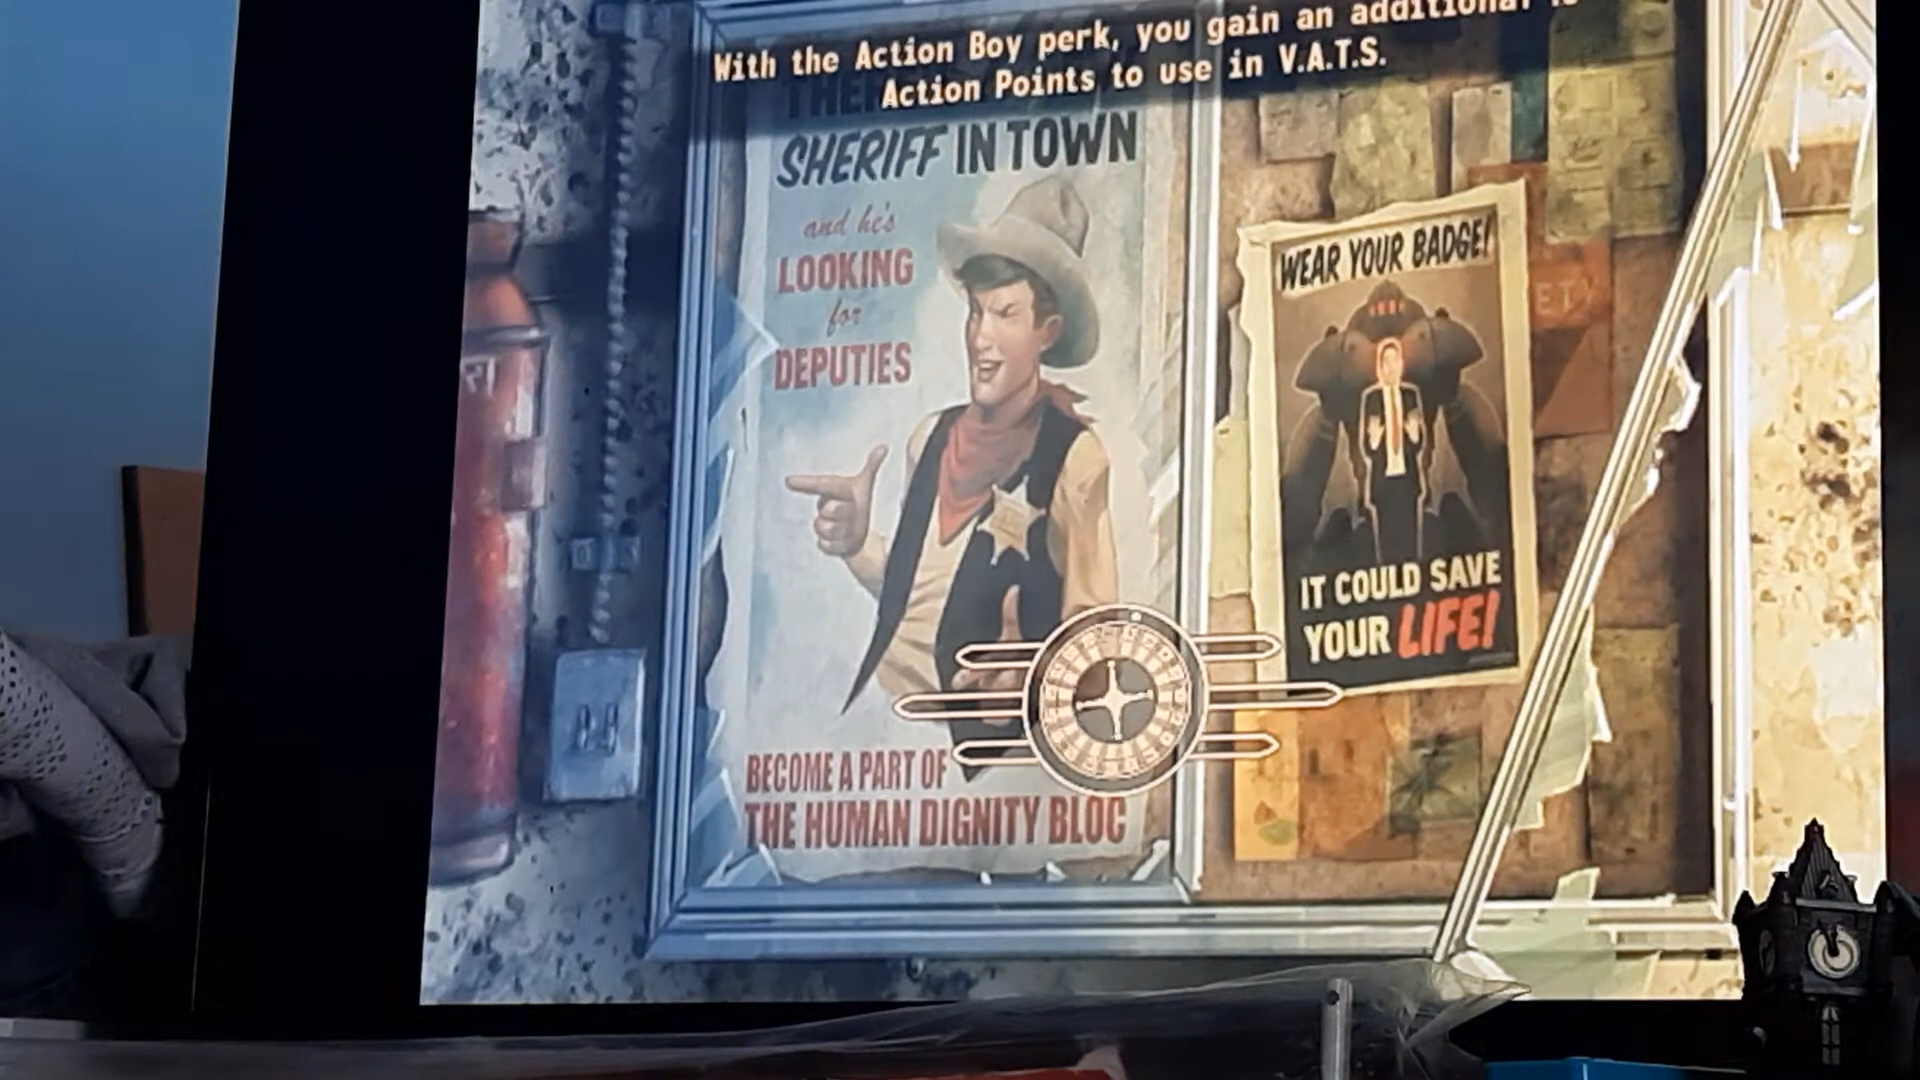 With the Action Boy perk, you gain an additional
Action Points to use in V.A.T.S.
SHERIFF IN TOWN
and he's
LOOKING
for
DEPUTIES
BECOME A PART OF
THE HUMAN DIGNITY BLOC
WEAR YOUR BADGE!
IT COULD SAVE
YOUR LIFE!